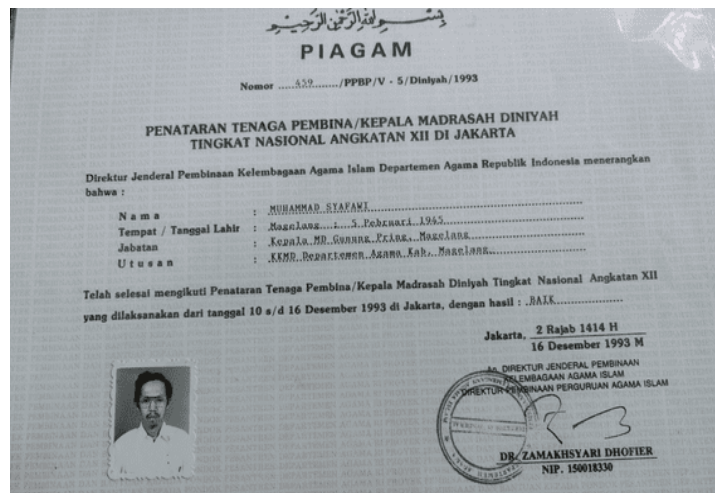 بِسْمِ اللهِ الرَّحْمٰنِ الرَّحِيْمِ
PIAGAM
Nomor ......459......../PPBP/V - 5/Diniyah/1993
PENATARAN TENAGA PEMBINA/KEPALA MADRASAH DINIYAH
TINGKAT NASIONAL ANGKATAN XII DI JAKARTA
Direktur Jenderal Pembinaan Kelembagaan Agama Islam Departemen Agama Republik Indonesia menerangkan
bahwa :
Nama : MUHAMMAD SYAFAWI
Tempat / Tanggal Lahir : Magelang, 5 Pebruari 1945
Jabatan : Kepala MD Gunung Pring, Magelang
Utusan : KKMD Departemen Agama Kab. Magelang.
Telah selesai mengikuti Penataran Tenaga Pembina/Kepala Madrasah Diniyah Tingkat Nasional Angkatan XII
yang dilaksanakan dari tanggal 10 s/d 16 Desember 1993 di Jakarta, dengan hasil : BAIK
Jakarta, 2 Rajab 1414 H
16 Desember 1993 M
An. DIREKTUR JENDERAL PEMBINAAN
KELEMBAGAAN AGAMA ISLAM
DIREKTUR PEMBINAAN PERGURUAN AGAMA ISLAM
DR. ZAMAKHSYARI DHOFIER
NIP. 150018330